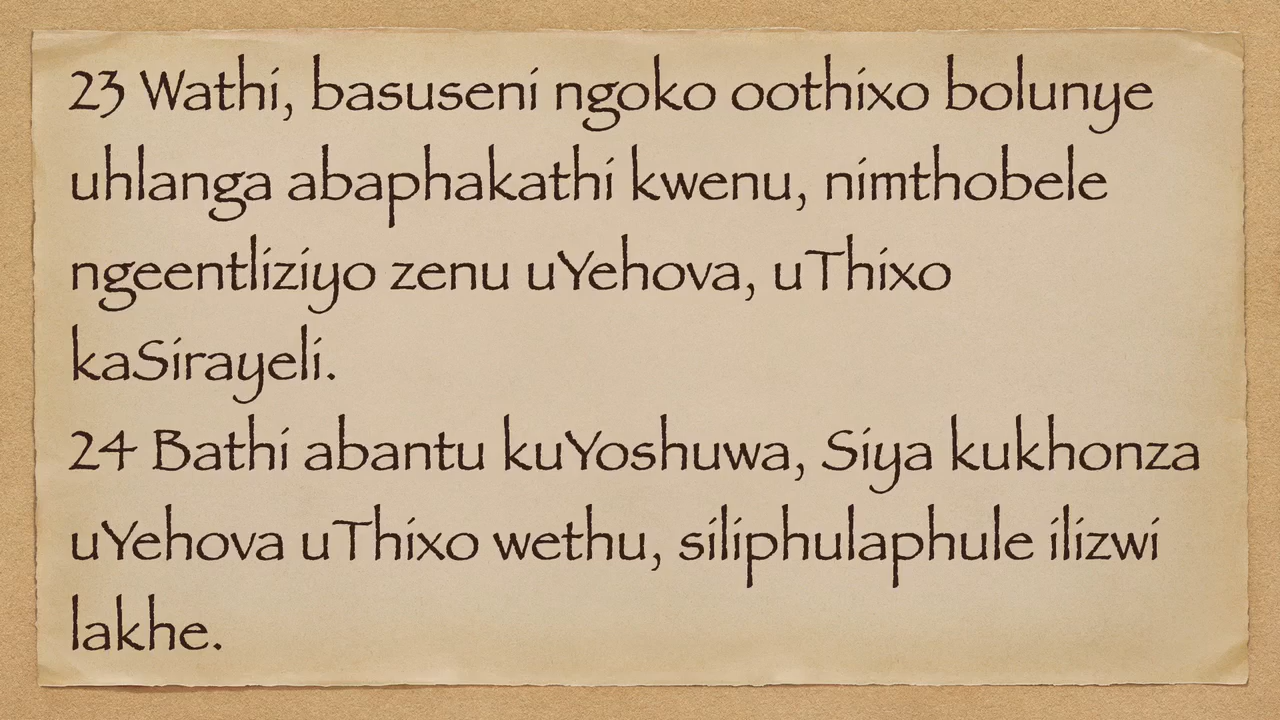 23 Wathi, basuseni ngoko oothixo bolunye
uhlanga abaphakathi kwenu, nimthobele
ngeentliziyo zenu uYehova, uThixo
kaSirayeli.
24 Bathi abantu kuYoshuwa, Siya kukhonza
uYehova uThixo wethu, siliphulaphule ilizwi
lakhe.